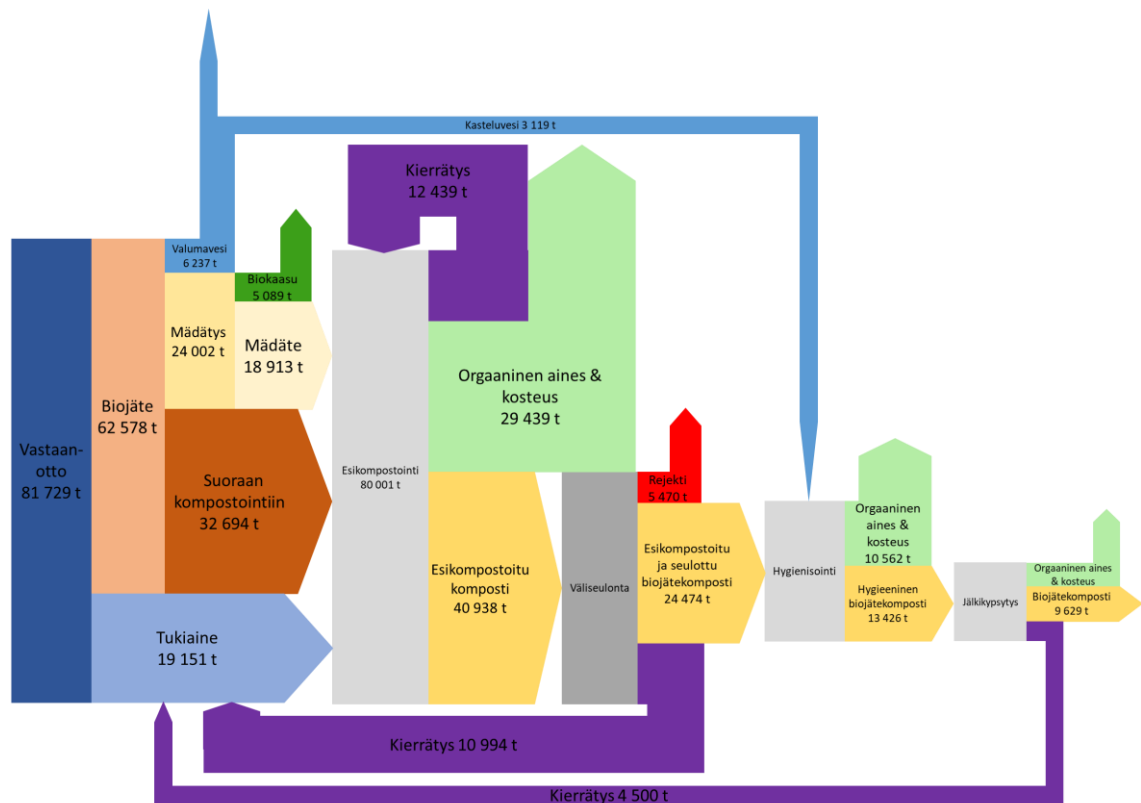 Kasteluvesi 3 119 t
Kierrätys
12 439 t
Valumavesi
6 237 t
Biokaasu
5 089 t
Mädätys
24 002 t
Mädäte
18 913 t
Biojäte
62 578 t
Vastaan-
otto
81 729 t
Suoraan
kompostointiin
32 694 t
Tukiaine
19 151 t
Esikompostointi
80 001 t
Orgaaninen aines &
kosteus
29 439 t
Esikompostoitu
komposti
40 938 t
Väliseulonta
Rejekti
5 470 t
Esikompostoitu
ja seulottu
biojätekomposti
24 474 t
Hygienisointi
Orgaaninen
aines &
kosteus
10 562 t
Hygieeninen
biojätekomposti
13 426 t
Jälkikypsytys
Orgaaninen
aines & kosteus
Biojätekomposti
9 629 t
Kierrätys 10 994 t
Kierrätys 4 500 t